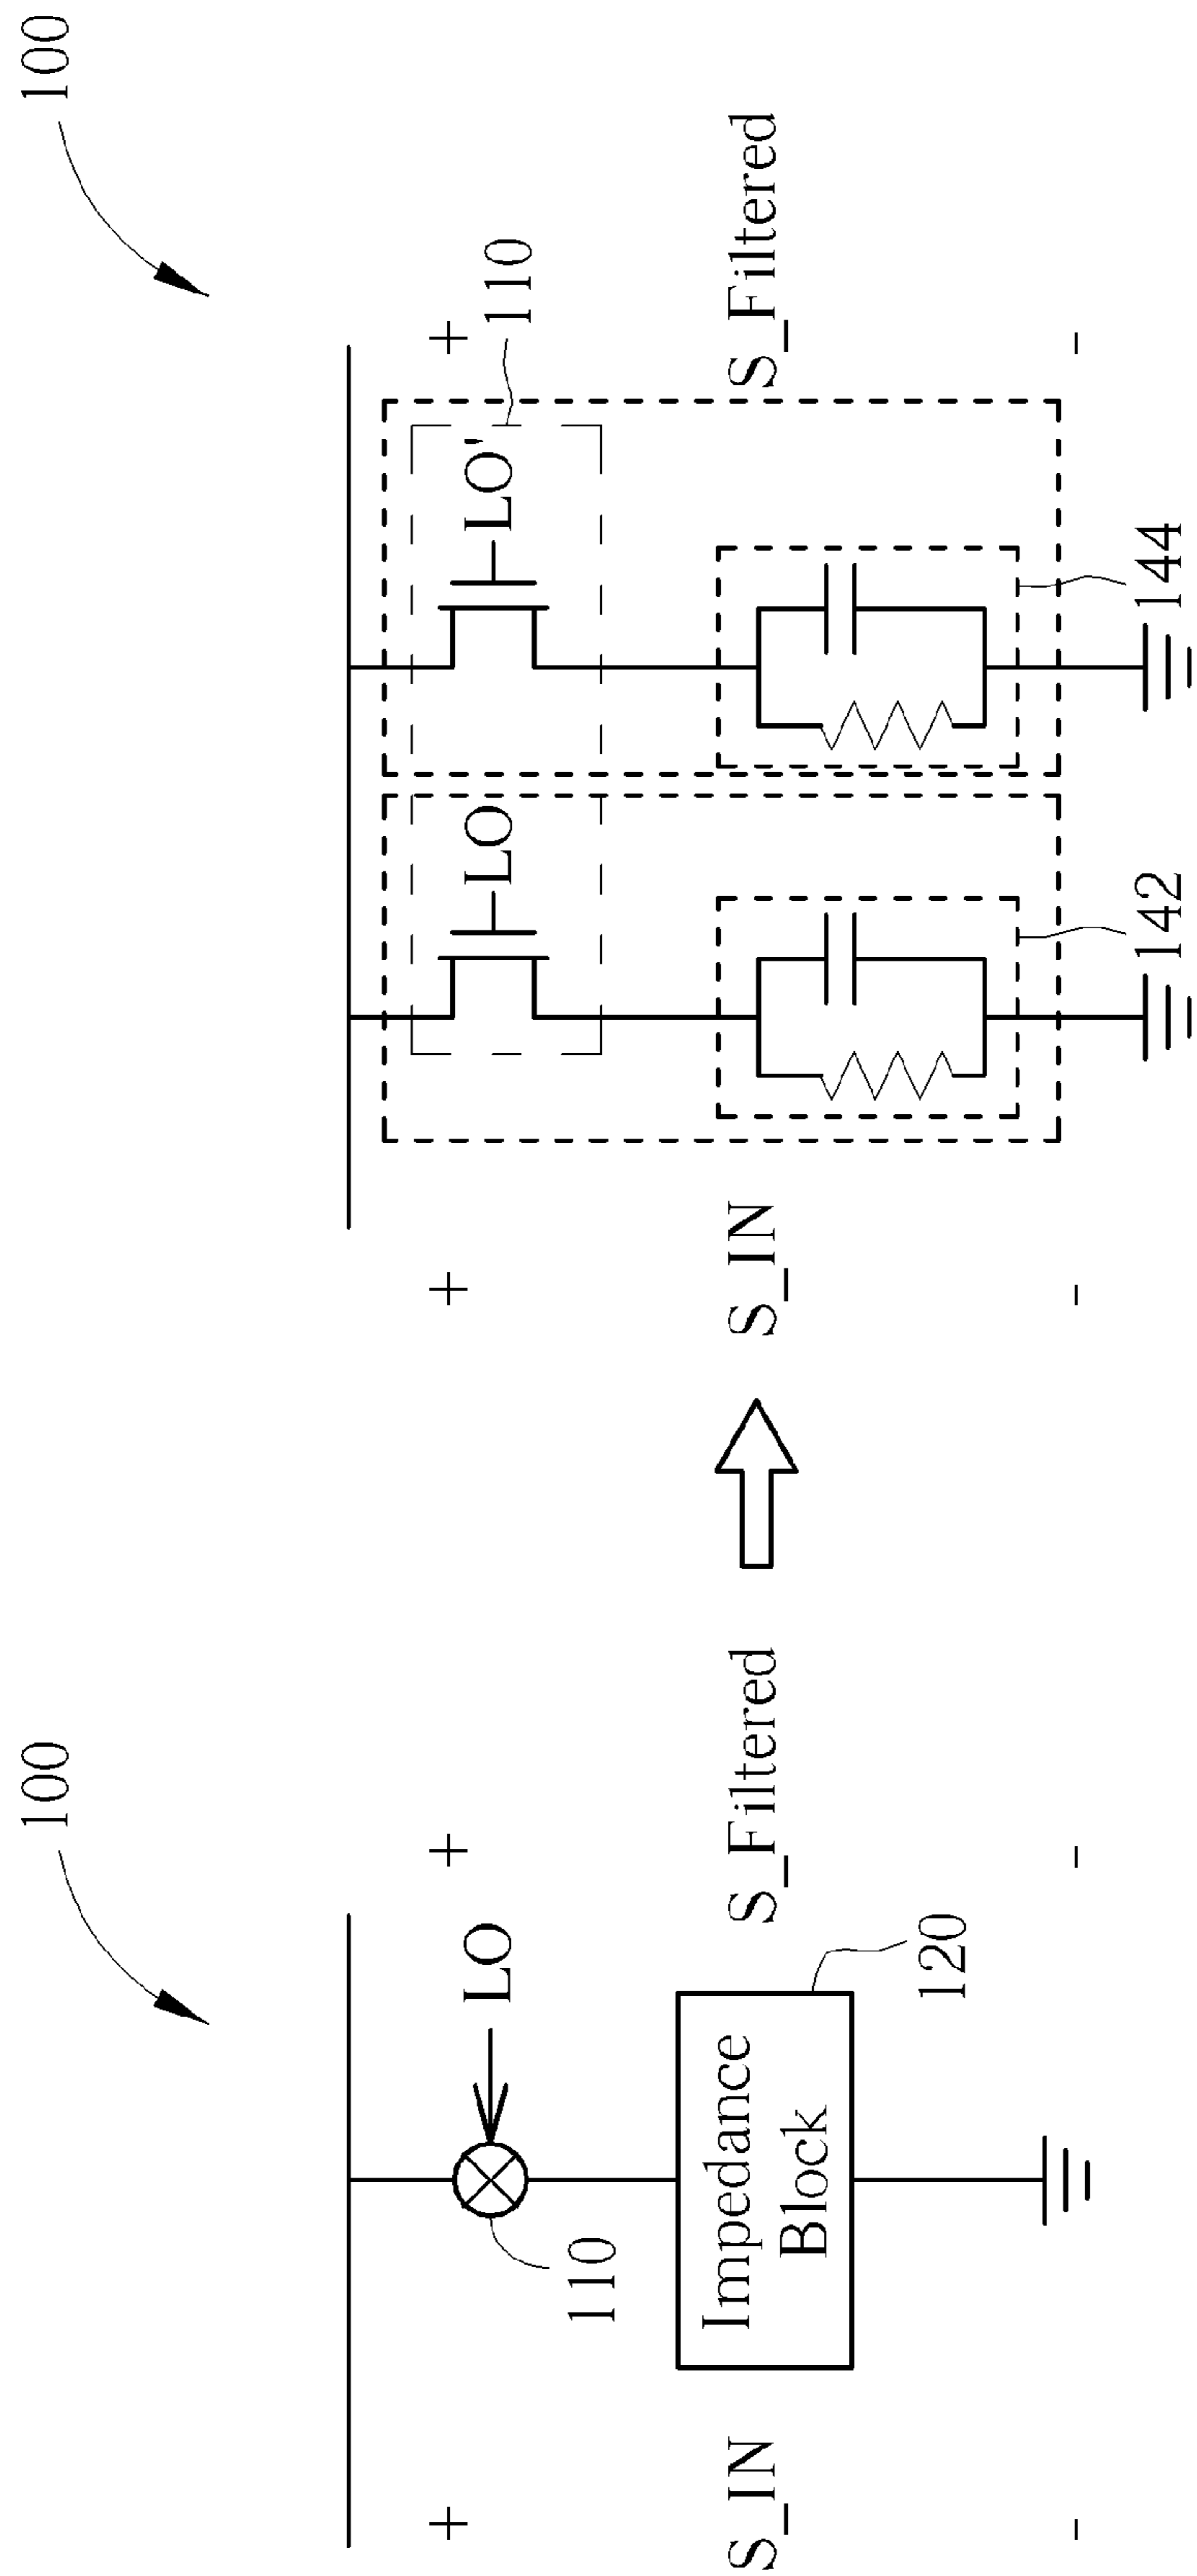 100
+
+
LO
110
S_IN
Impedance
Block
S_Filtered
120
-
-
100
+
+
110
LO
LO'
S_IN
S_Filtered
-
-
142
144